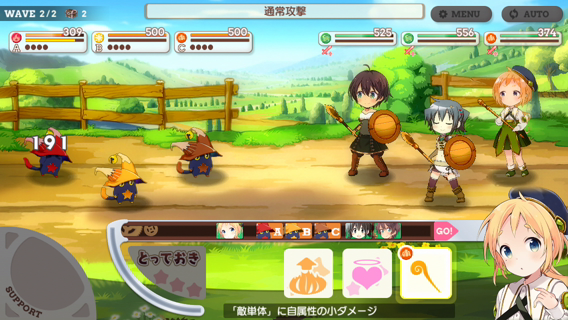 WAVE 2/2 2
通常攻撃
MENU
AUTO
309
A
500
B
500
C
525
556
374
191
A B C GO!
とっておき
SUPPORT
「敵単体」に自属性の小ダメージ